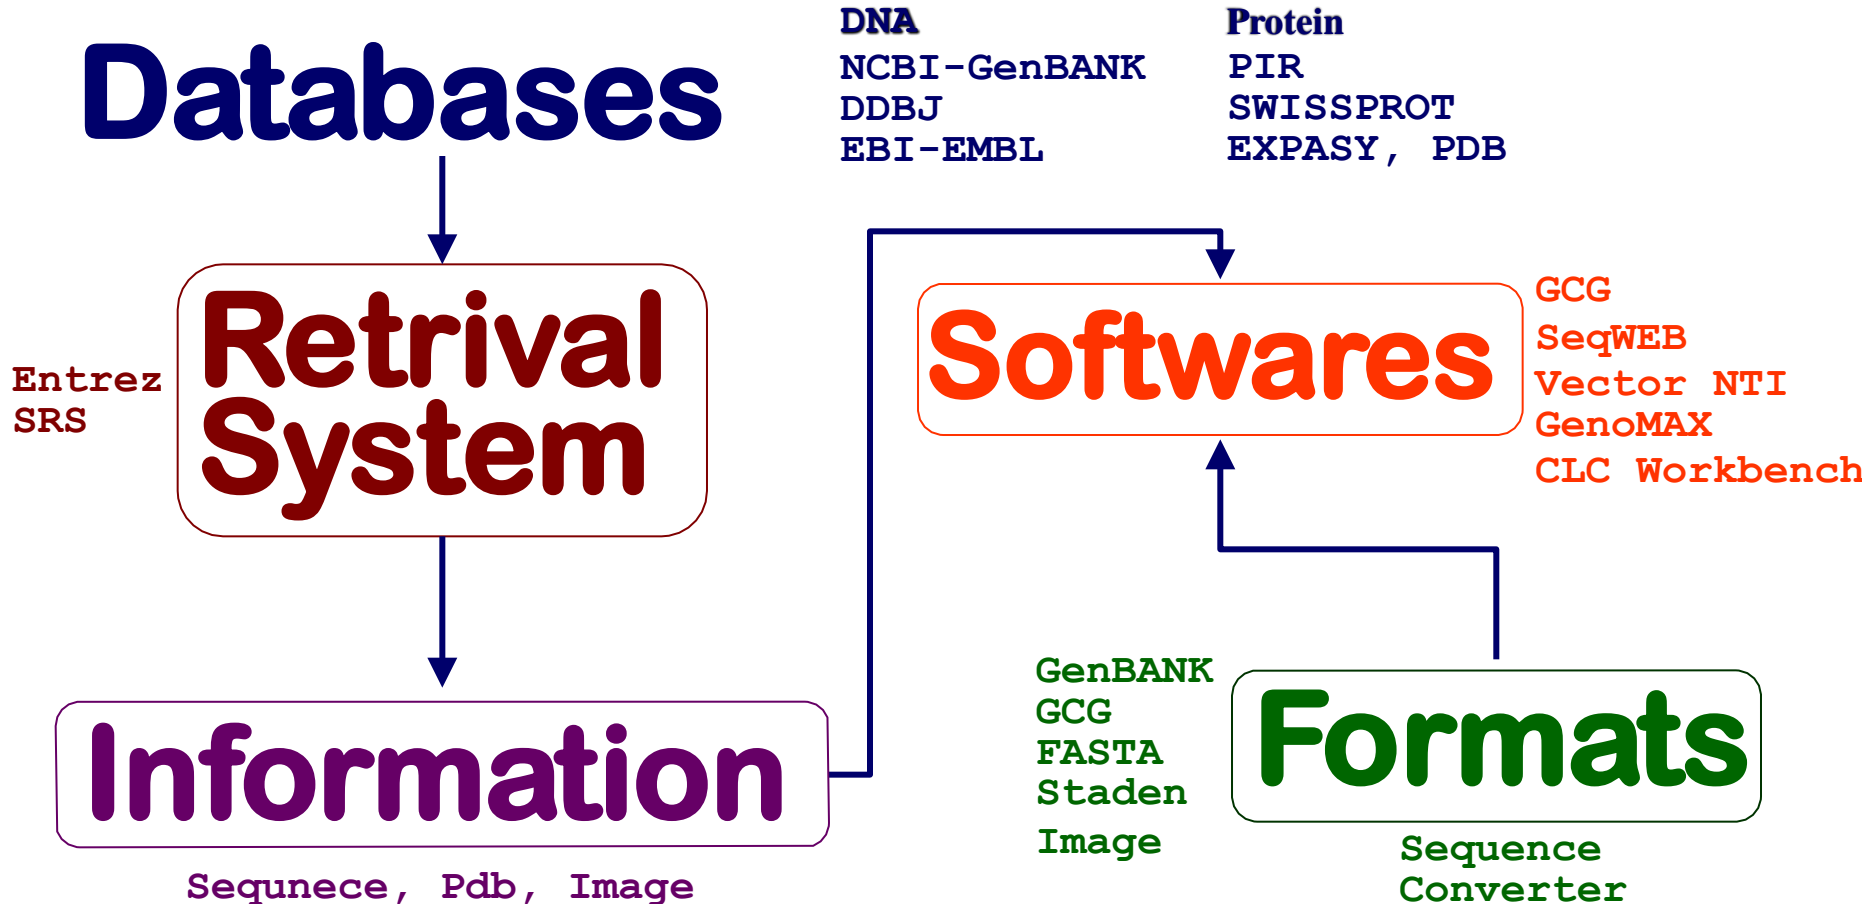 Databases
DNA
NCBI-GenBANK
DDBJ
EBI-EMBL
Protein
PIR
SWISSPROT
EXPASY, PDB
Retrival
System
Entrez
SRS
Softwares
GCG
SeqWEB
Vector NTI
GenoMAX
CLC Workbench
Information
Sequnece, Pdb, Image
GenBANK
GCG
FASTA
Staden
Image
Formats
Sequence
Converter